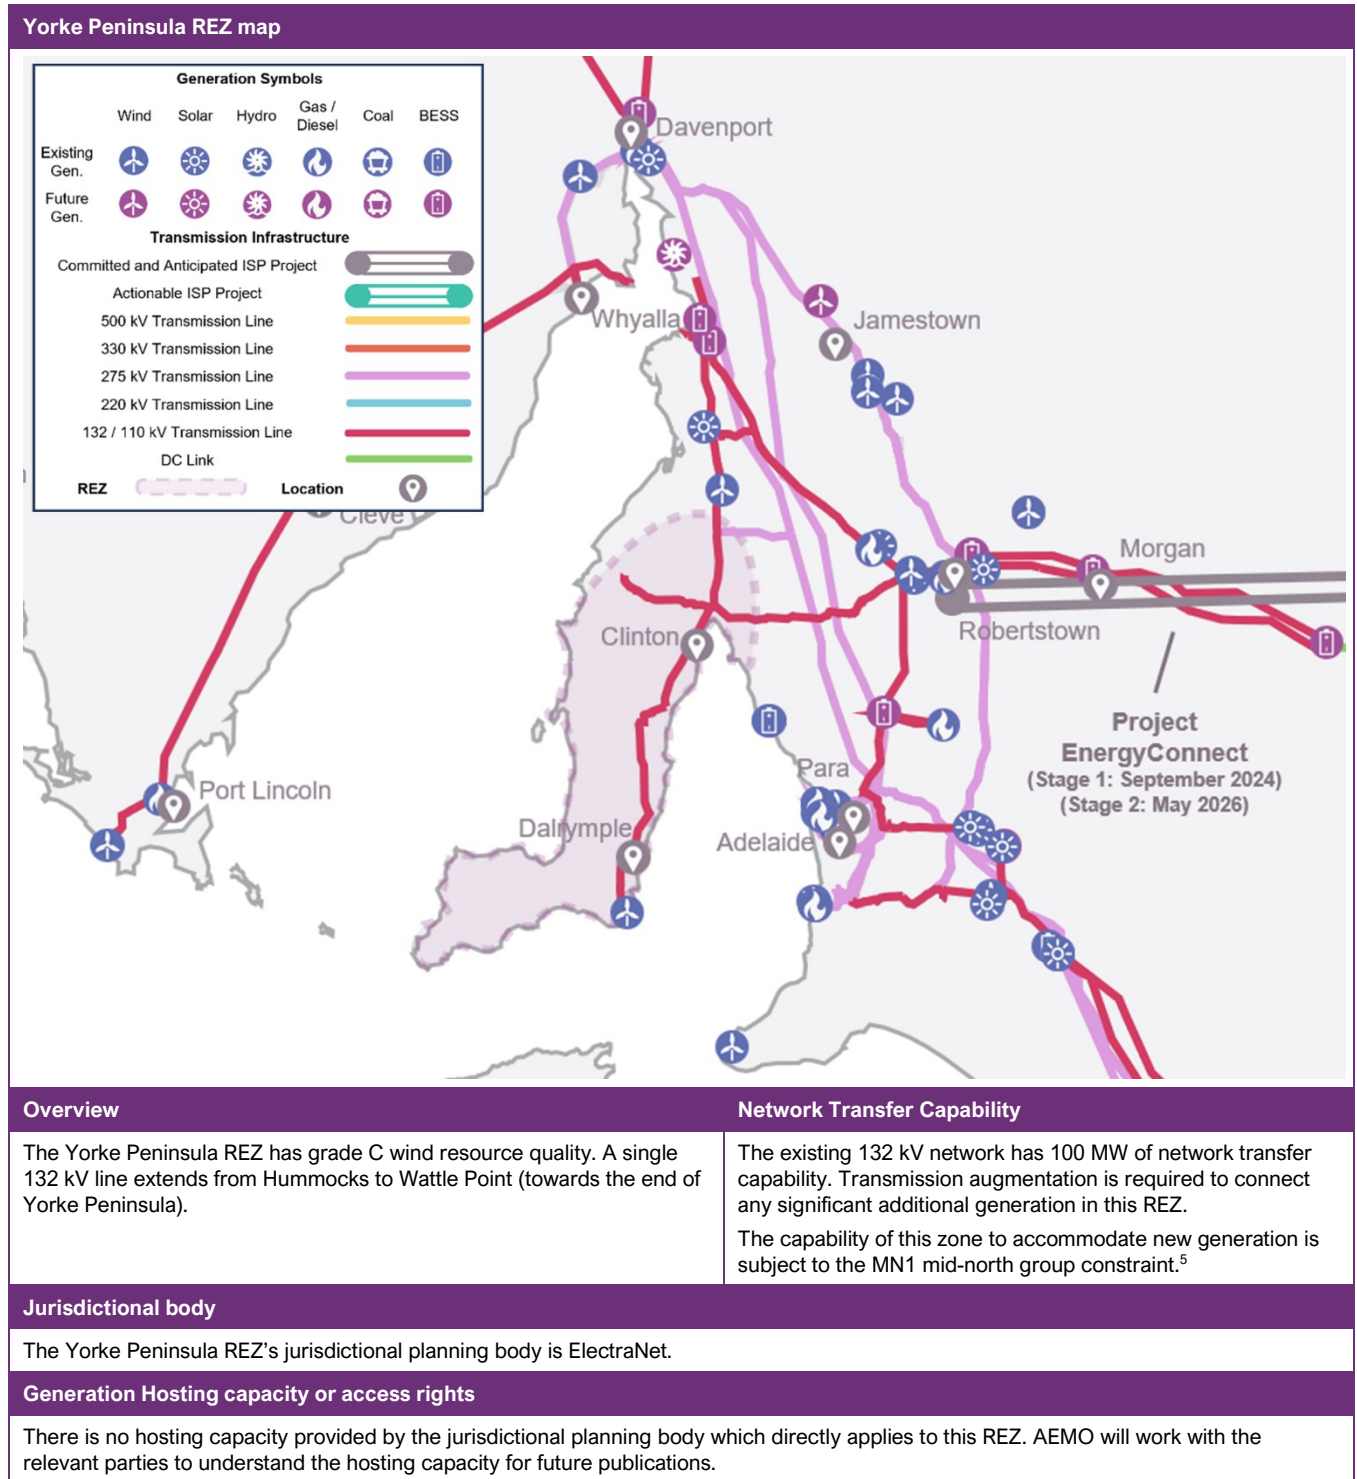 Yorke Peninsula REZ map
Generation Symbols
Wind Solar Hydro Gas / Diesel Coal BESS
Existing Gen.
Future Gen.
Transmission Infrastructure
Committed and Anticipated ISP Project
Actionable ISP Project
500 kV Transmission Line
330 kV Transmission Line
275 kV Transmission Line
220 kV Transmission Line
132 / 110 kV Transmission Line
DC Link
REZ Location
Davenport
Whyalla
Jamestown
Cleve
Morgan
Robertstown
Clinton
Project
EnergyConnect
(Stage 1: September 2024)
(Stage 2: May 2026)
Para
Port Lincoln
Dalrymple
Adelaide
Overview
The Yorke Peninsula REZ has grade C wind resource quality. A single
132 kV line extends from Hummocks to Wattle Point (towards the end of
Yorke Peninsula).
Network Transfer Capability
The existing 132 kV network has 100 MW of network transfer
capability. Transmission augmentation is required to connect
any significant additional generation in this REZ.
The capability of this zone to accommodate new generation is
subject to the MN1 mid-north group constraint.5
Jurisdictional body
The Yorke Peninsula REZ’s jurisdictional planning body is ElectraNet.
Generation Hosting capacity or access rights
There is no hosting capacity provided by the jurisdictional planning body which directly applies to this REZ. AEMO will work with the
relevant parties to understand the hosting capacity for future publications.